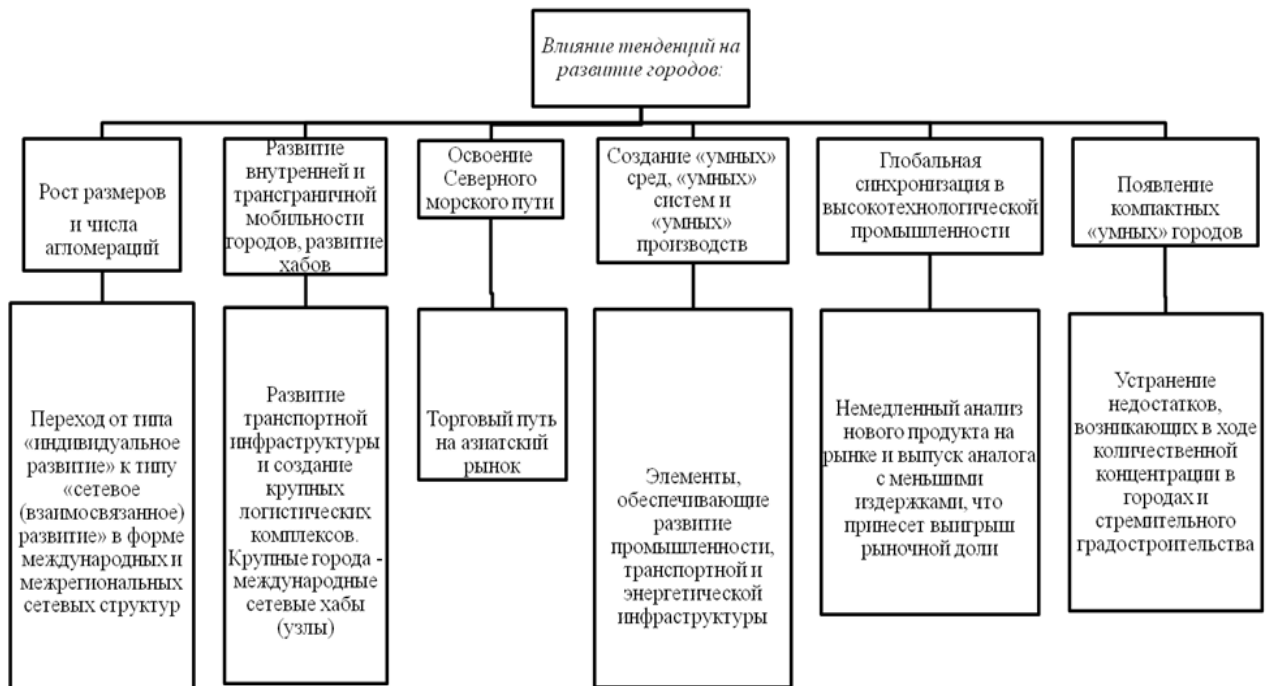 Влияние тенденций на
развитие городов:
Рост размеров
и числа
агломераций
Развитие
внутренней и
трансграничной
мобильности
городов, развитие
хабов
Освоение
Северного
морского пути
Создание «умных»
сред, «умных»
систем и
«умных»
производств
Глобальная
синхронизация в
высокотехнологической
промышленности
Появление
компактных
«умных» городов
Переход от типа
«индивидуальное
развитие» к типу
«сетевое
(взаимосвязанное)
развитие» в форме
международных и
межрегиональных
сетевых структур
Развитие
транспортной
инфраструктуры
и создание
крупных
логистических
комплексов.
Крупные города -
международные
сетевые хабы
(узлы)
Торговый путь
на азиатский
рынок
Элементы,
обеспечивающие
развитие
промышленности,
транспортной и
энергетической
инфраструктуры
Немедленный анализ
нового продукта на
рынке и выпуск аналога
с меньшими
издержками, что
принесет выигрыш
рыночной доли
Устранение
недостатков,
возникающих в ходе
количественной
концентрации в
городах и
стремительного
градостроительства